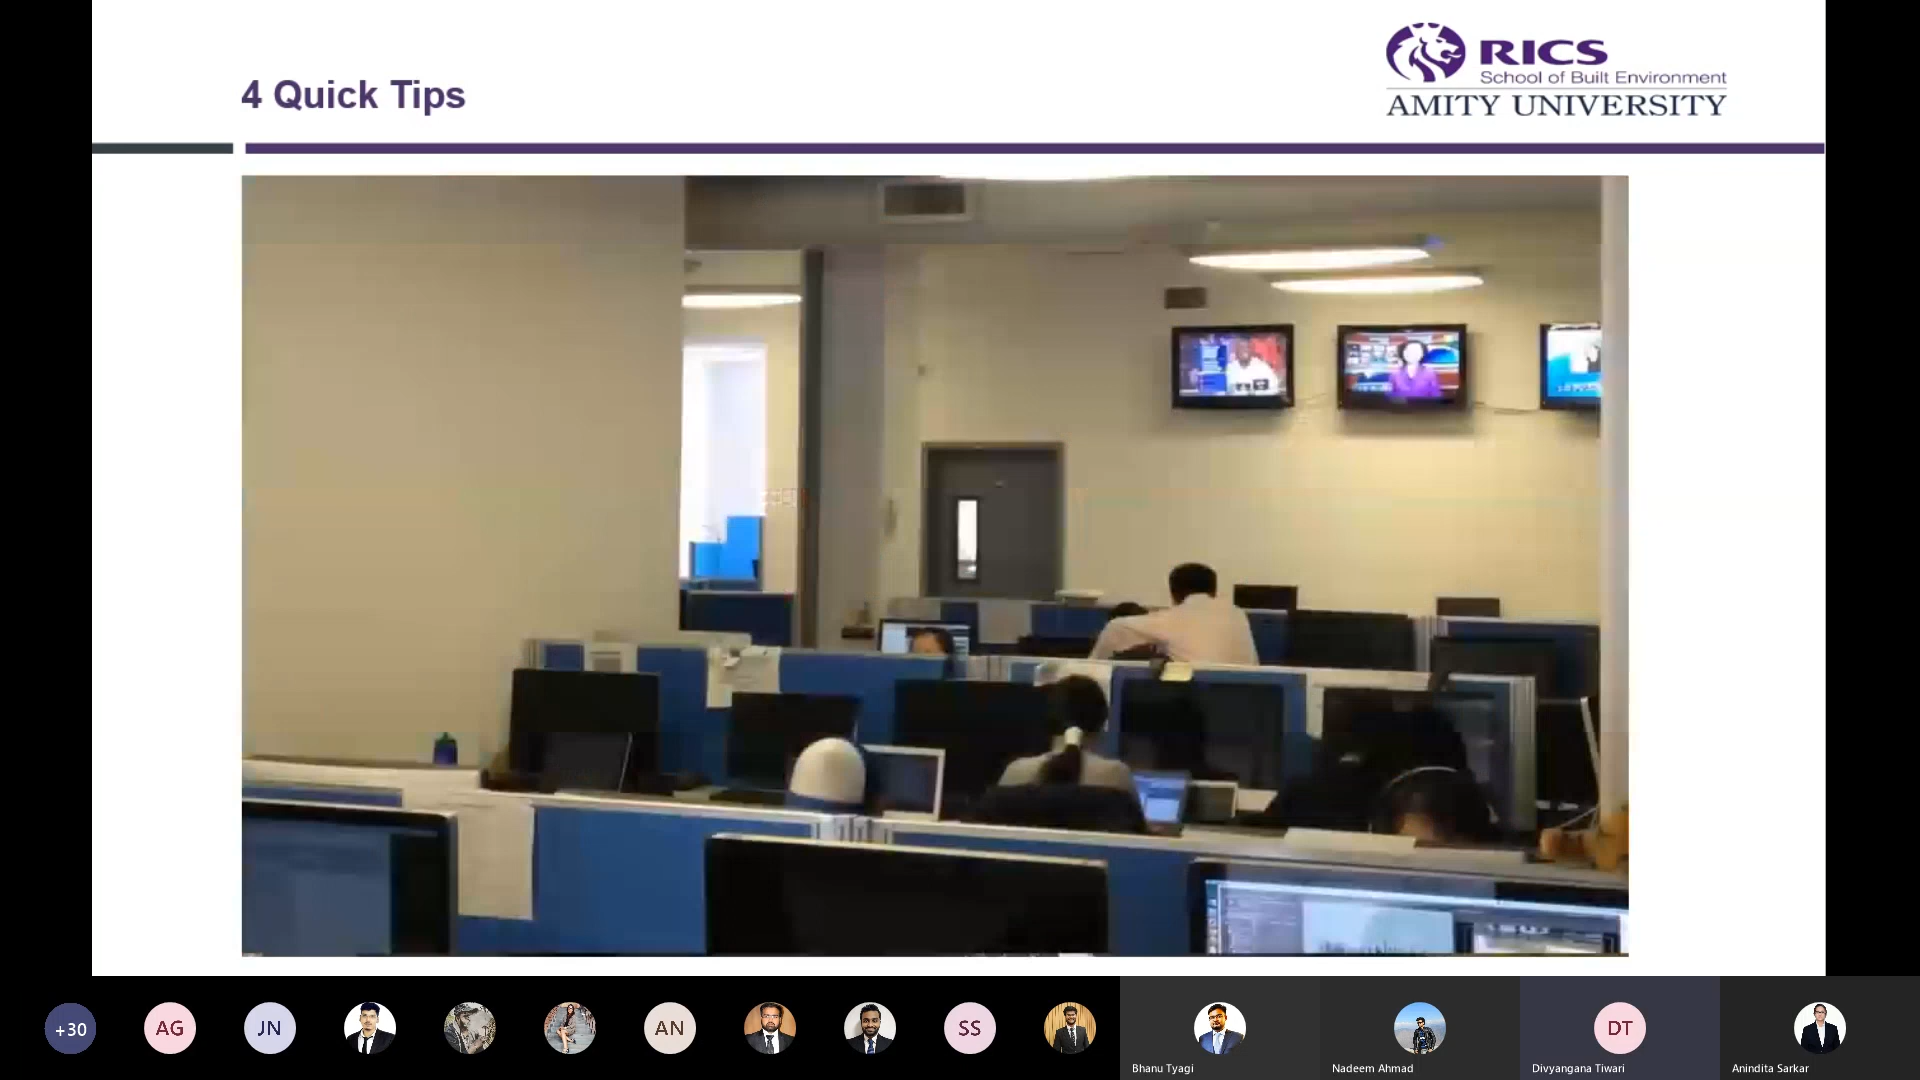 4 Quick Tips
RICS
School of Built Environment
AMITY UNIVERSITY
+30
AG
JN
AN
SS
DT
Bhanu Tyagi
Nadeem Ahmad
Divyangana Tiwari
Anindita Sarkar